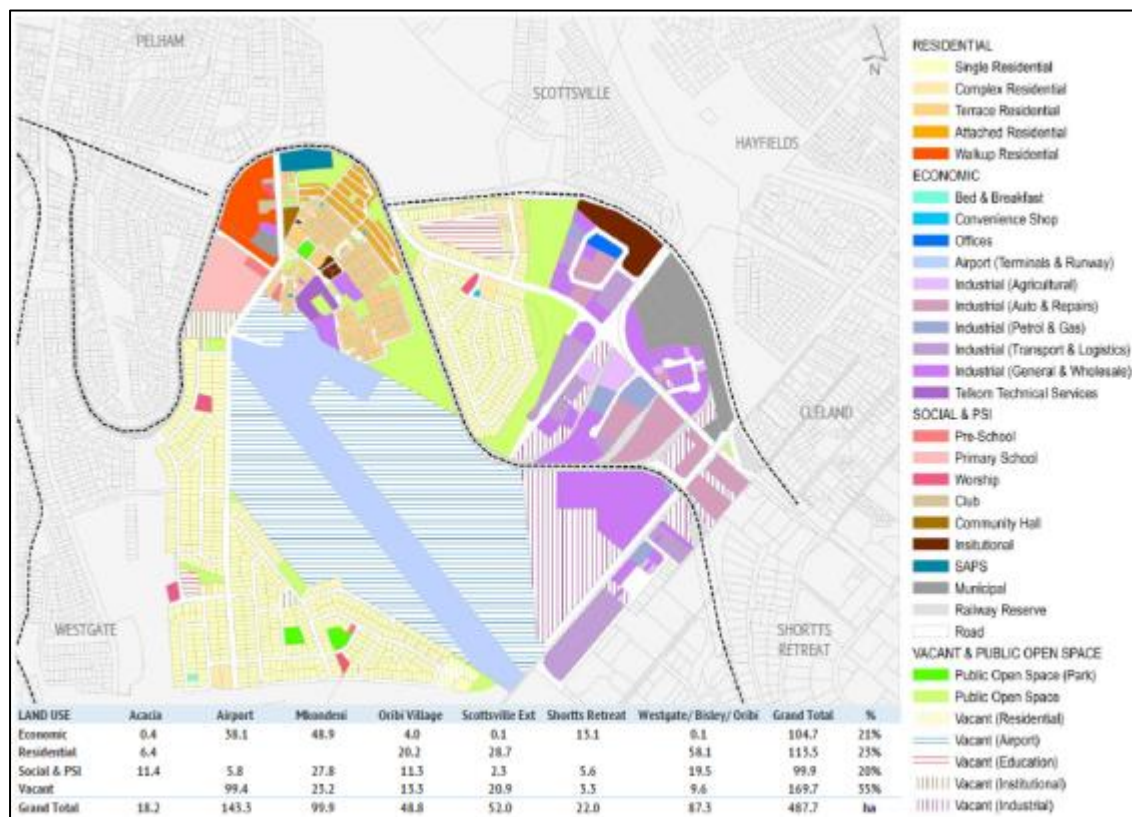 PELHAM
N
SCOTTSVILLE
HAYFIELDS
CLELAND
WESTGATE
SHORTTS
RETREAT
RESIDENTIAL
Single Residential
Complex Residential
Terrace Residential
Attached Residential
Walkup Residential
ECONOMIC
Bed & Breakfast
Convenience Shop
Offices
Airport (Terminals & Runway)
Industrial (Agricultural)
Industrial (Auto & Repairs)
Industrial (Petrol & Gas)
Industrial (Transport & Logistics)
Industrial (General & Wholesale)
Telkom Technical Services
SOCIAL & PSI
Pre-School
Primary School
Worship
Club
Community Hall
Insitutional
SAPS
Municipal
Railway Reserve
Road
VACANT & PUBLIC OPEN SPACE
Public Open Space (Park)
Public Open Space
Vacant (Residential)
Vacant (Airport)
Vacant (Education)
Vacant (Institutional)
Vacant (Industrial)
LAND USE Acacia Airport Mkondeni Oribi Village Scottsville Ext Shortts Retreat Westgate/ Bisley/ Oribi Grand Total %
Economic 0.4 38.1 48.9 4.0 0.1 13.1 0.1 104.7 21%
Residential 6.4 20.2 28.7 58.1 113.5 23%
Social & PSI 11.4 5.8 27.8 11.3 2.3 5.6 19.5 99.9 20%
Vacant 99.4 23.2 13.3 20.9 3.3 9.6 169.7 35%
Grand Total 18.2 143.3 99.9 48.8 52.0 22.0 87.3 487.7 ha